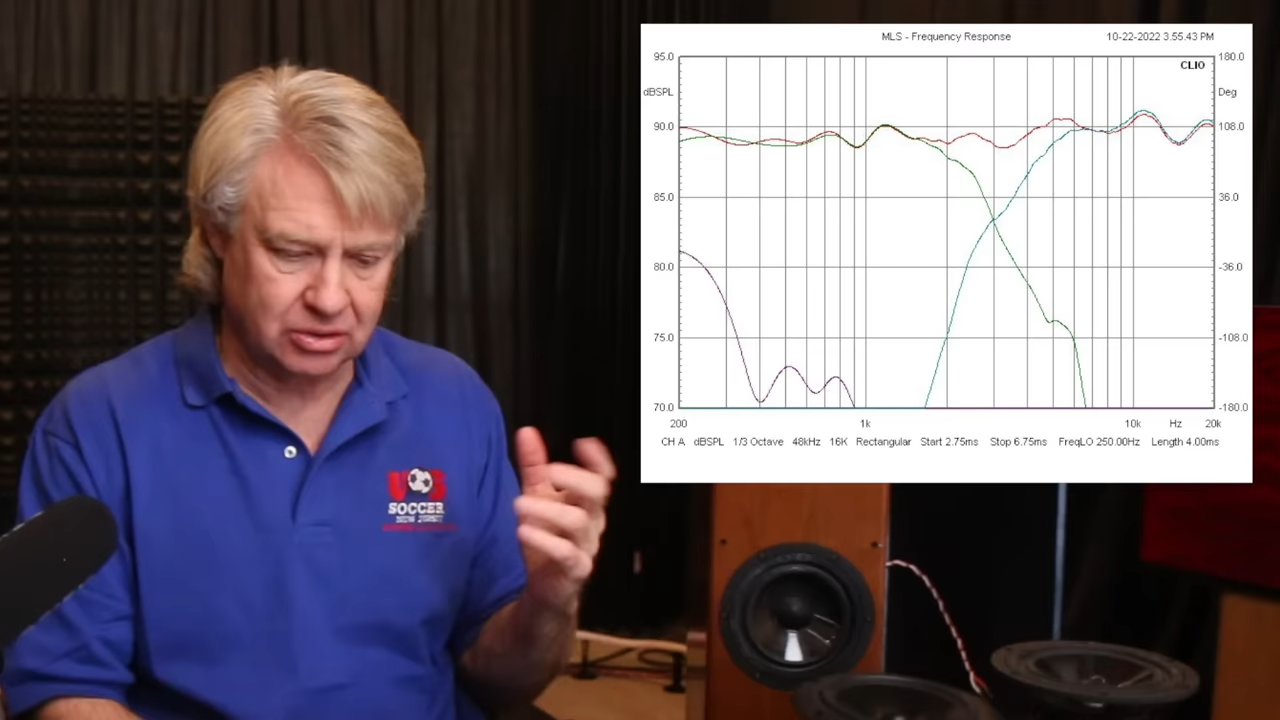 MLS - Frequency Response 10-22-2022 3.55.43 PM
95.0 180.0
CLIO
dBSPL Deg
90.0 108.0
85.0 36.0
80.0 -36.0
75.0 -108.0
70.0 -180.0
200 1k 10k Hz 20k
CH A dBSPL 1/3 Octave 48kHz 16K Rectangular Start 2.75ms Stop 6.75ms FreqLO 250.00Hz Length 4.00ms
SOCCER
NEW JERSEY